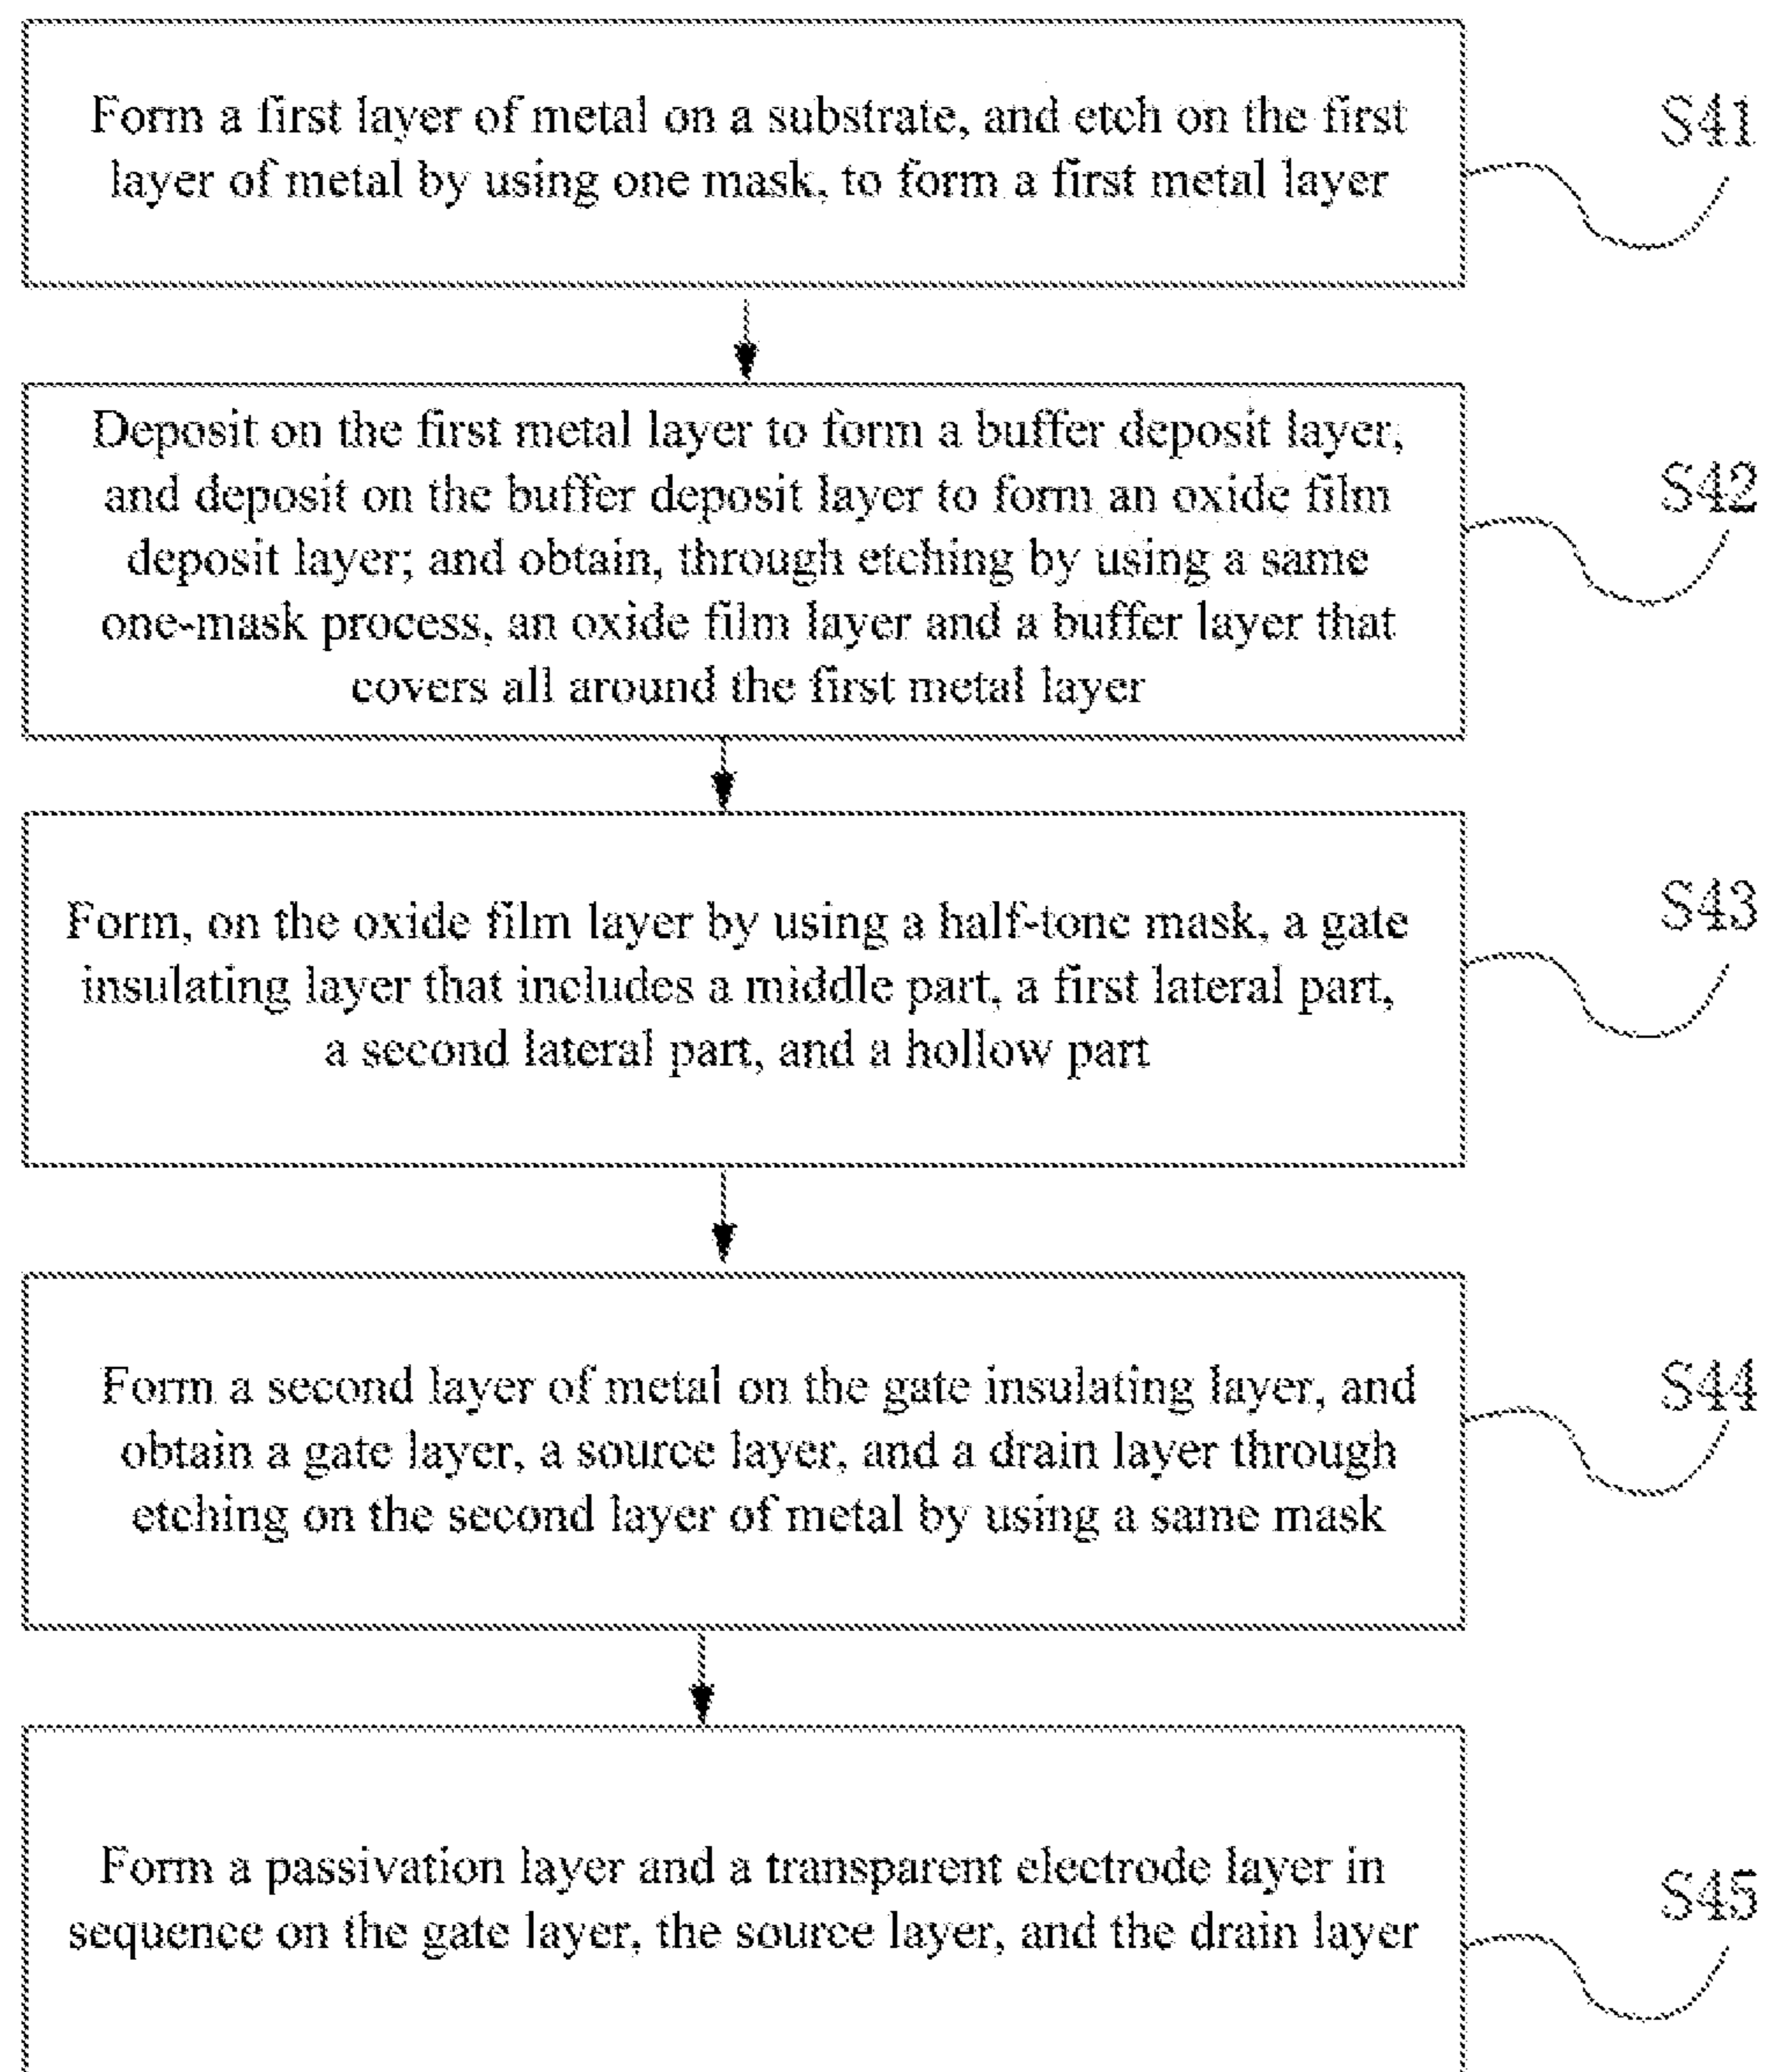 Form a first layer of metal on a substrate, and etch on the first
layer of metal by using one mask, to form a first metal layer
S41
Deposit on the first metal layer to form a buffer deposit layer,
and deposit on the buffer deposit layer to form an oxide film
deposit layer; and obtain, through etching by using a same
one-mask process, an oxide film layer and a buffer layer that
covers all around the first metal layer
S42
Form, on the oxide film layer by using a half-tone mask, a gate
insulating layer that includes a middle part, a first lateral part,
a second lateral part, and a hollow part
S43
Form a second layer of metal on the gate insulating layer, and
obtain a gate layer, a source layer, and a drain layer through
etching on the second layer of metal by using a same mask
S44
Form a passivation layer and a transparent electrode layer in
sequence on the gate layer, the source layer, and the drain layer
S45